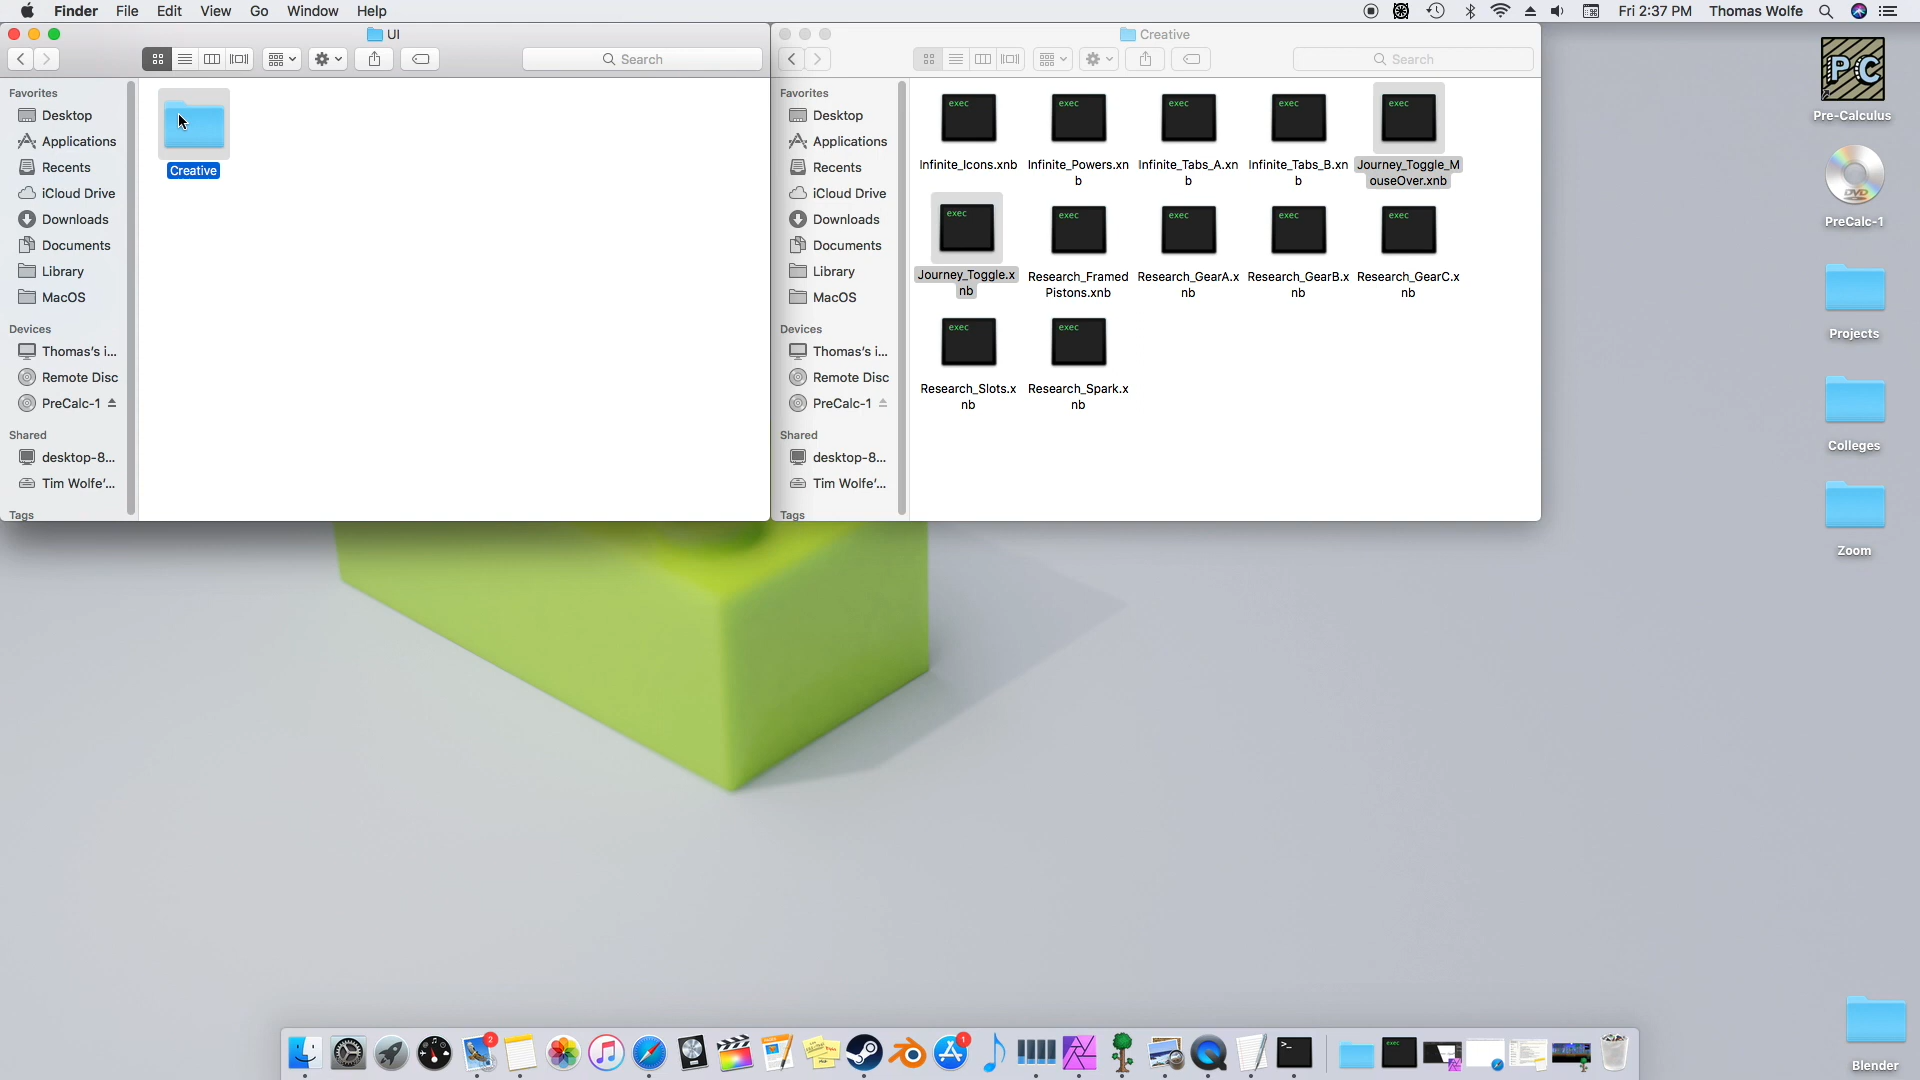 Finder File Edit View Go Window Help
Fri 2:37 PM Thomas Wolfe
UI
Search
Favorites
Desktop
Applications
Recents
iCloud Drive
Downloads
Documents
Library
MacOS
Devices
Thomas's i...
Remote Disc
PreCalc-1
Shared
desktop-8...
Tim Wolfe'...
Tags
Creative
Creative
Search
Favorites
Desktop
Applications
Recents
iCloud Drive
Downloads
Documents
Library
MacOS
Devices
Thomas's i...
Remote Disc
PreCalc-1
Shared
desktop-8...
Tim Wolfe'...
Tags
exec exec exec exec exec
Infinite_Icons.xnb Infinite_Powers.xn Infinite_Tabs_A.xn Infinite_Tabs_B.xn Journey_Toggle_M
b b b ouseOver.xnb
exec exec exec exec exec
Journey_Toggle.x Research_Framed Research_GearA.x Research_GearB.x Research_GearC.x
nb Pistons.xnb nb nb nb
exec exec
Research_Slots.x Research_Spark.x
nb nb
PC
Pre-Calculus
DVD
PreCalc-1
Projects
Colleges
Zoom
Blender
2
1
>_
exec